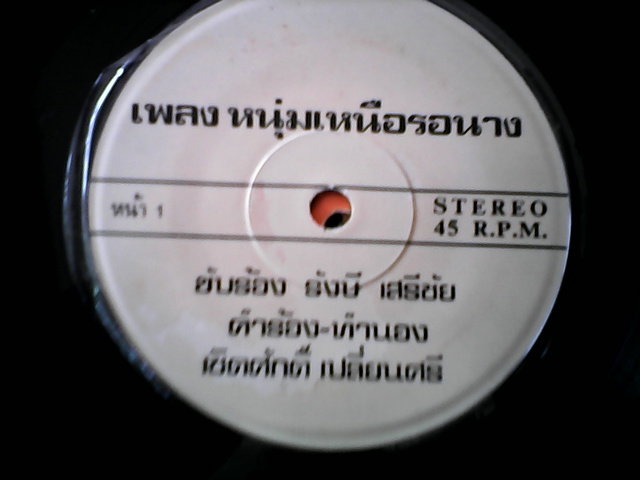 เพลง หนุ่มเหนือรอนาง
หน้า 1
STEREO
45 R.P.M.
ขับร้อง รังษี เสรีชัย
คำร้อง-ทำนอง
เชิดศักดิ์ เปลี่ยนศรี